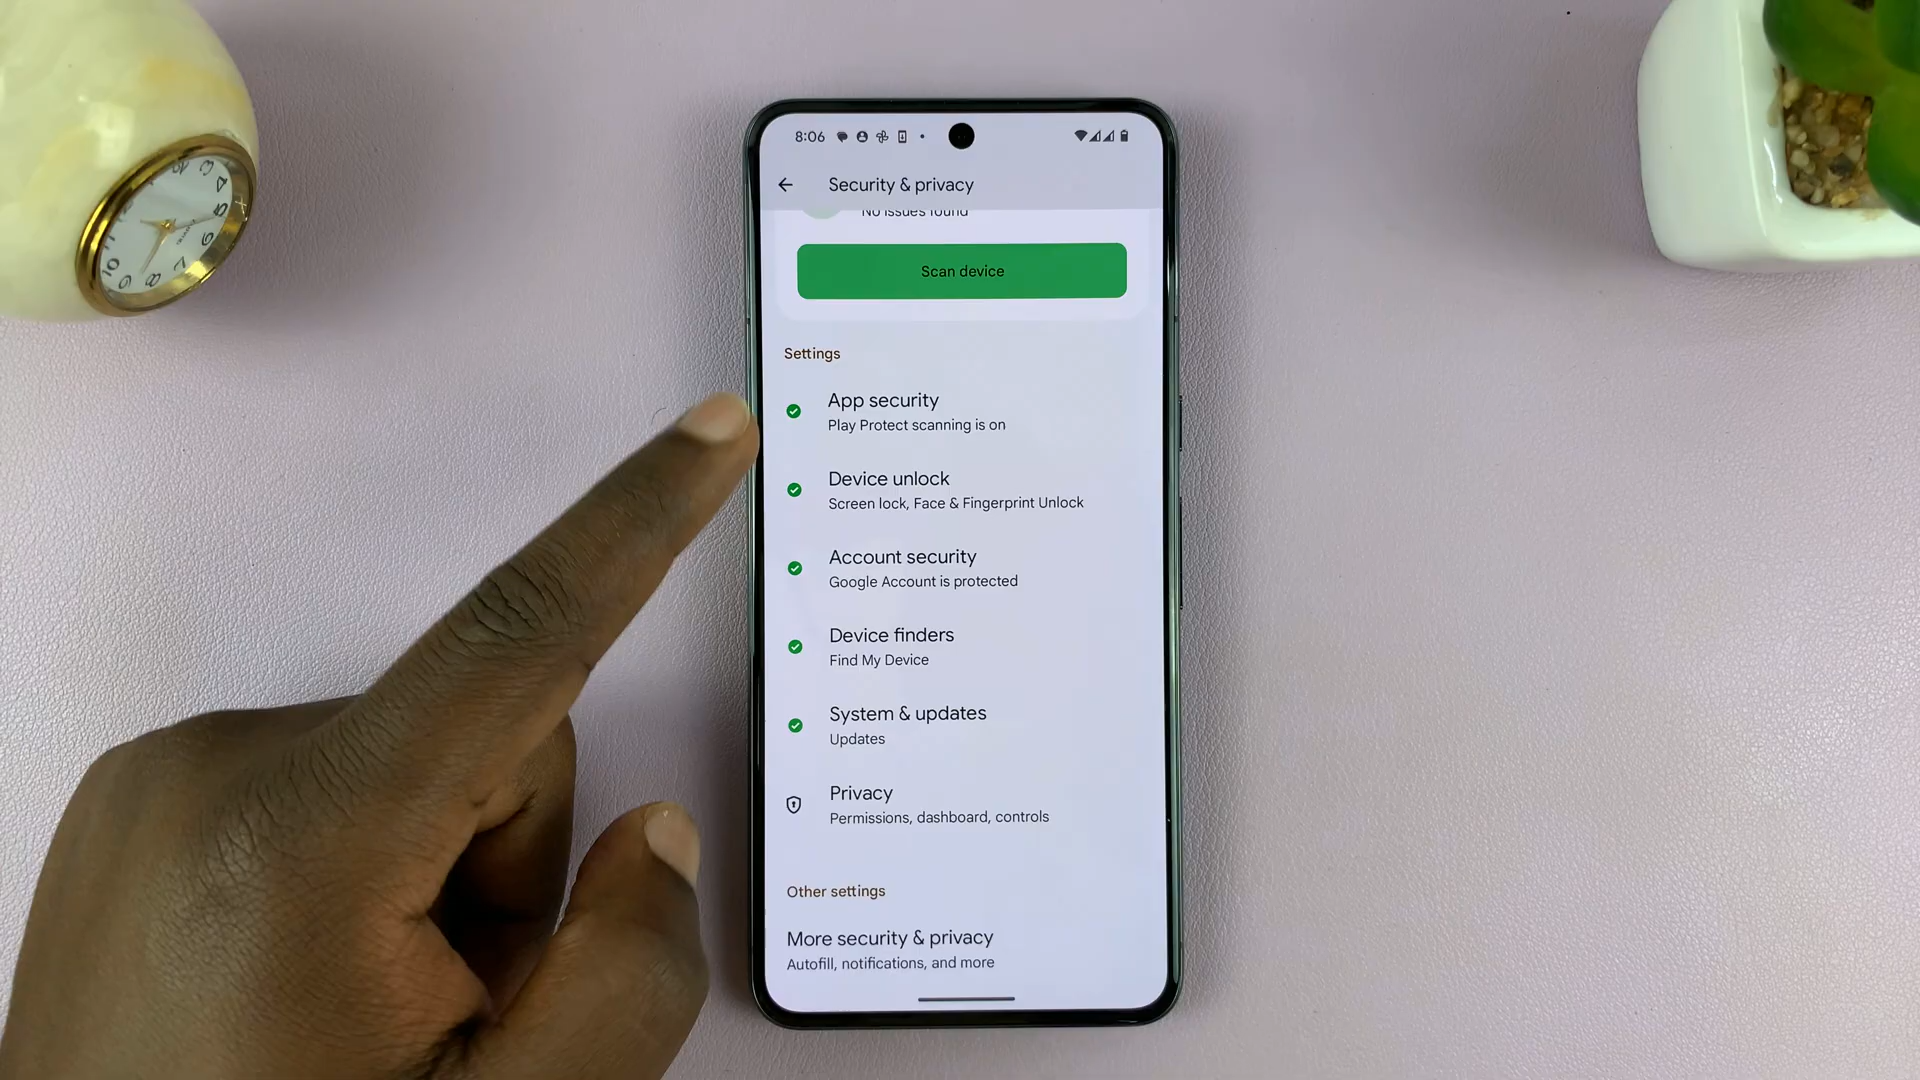 8:06
Security & privacy
No issues found
Scan device
Settings
App security
Play Protect scanning is on
Device unlock
Screen lock, Face & Fingerprint Unlock
Account security
Google Account is protected
Device finders
Find My Device
System & updates
Updates
Privacy
Permissions, dashboard, controls
Other settings
More security & privacy
Autofill, notifications, and more